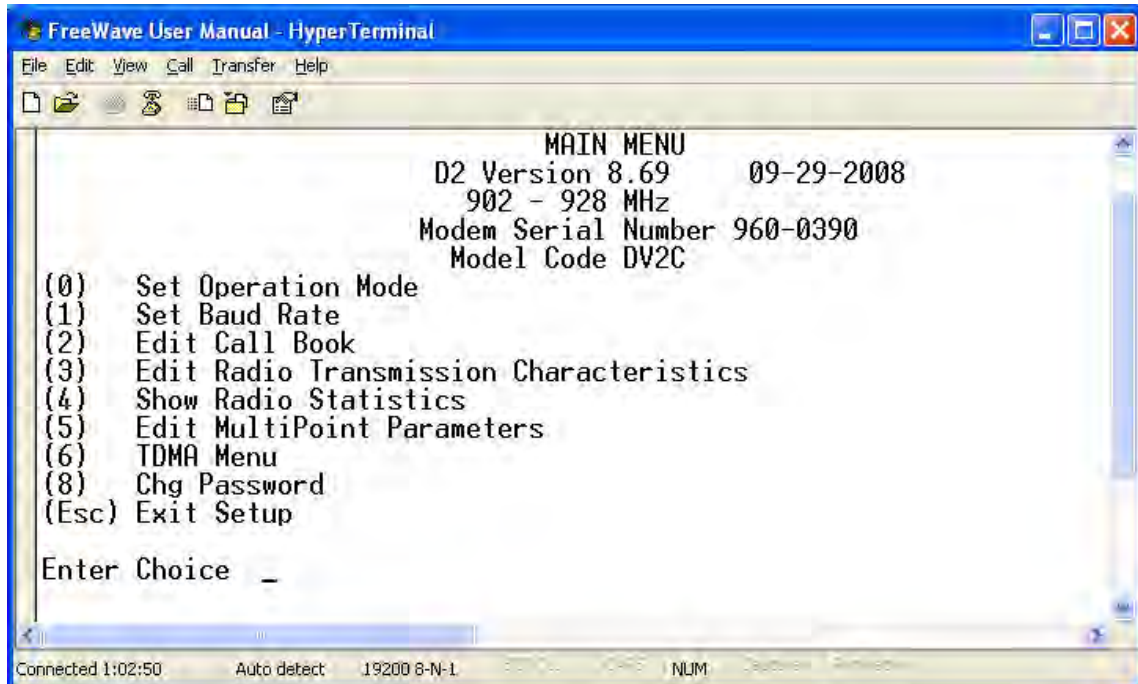 FreeWave User Manual - HyperTerminal
File Edit View Call Transfer Help
MAIN MENU
D2 Version 8.69 09-29-2008
902 - 928 MHz
Modem Serial Number 960-0390
Model Code DV2C
(0) Set Operation Mode
(1) Set Baud Rate
(2) Edit Call Book
(3) Edit Radio Transmission Characteristics
(4) Show Radio Statistics
(5) Edit MultiPoint Parameters
(6) TDMA Menu
(8) Chg Password
(Esc) Exit Setup
Enter Choice _
Connected 1:02:50 Auto detect 19200 8-N-1 NUM